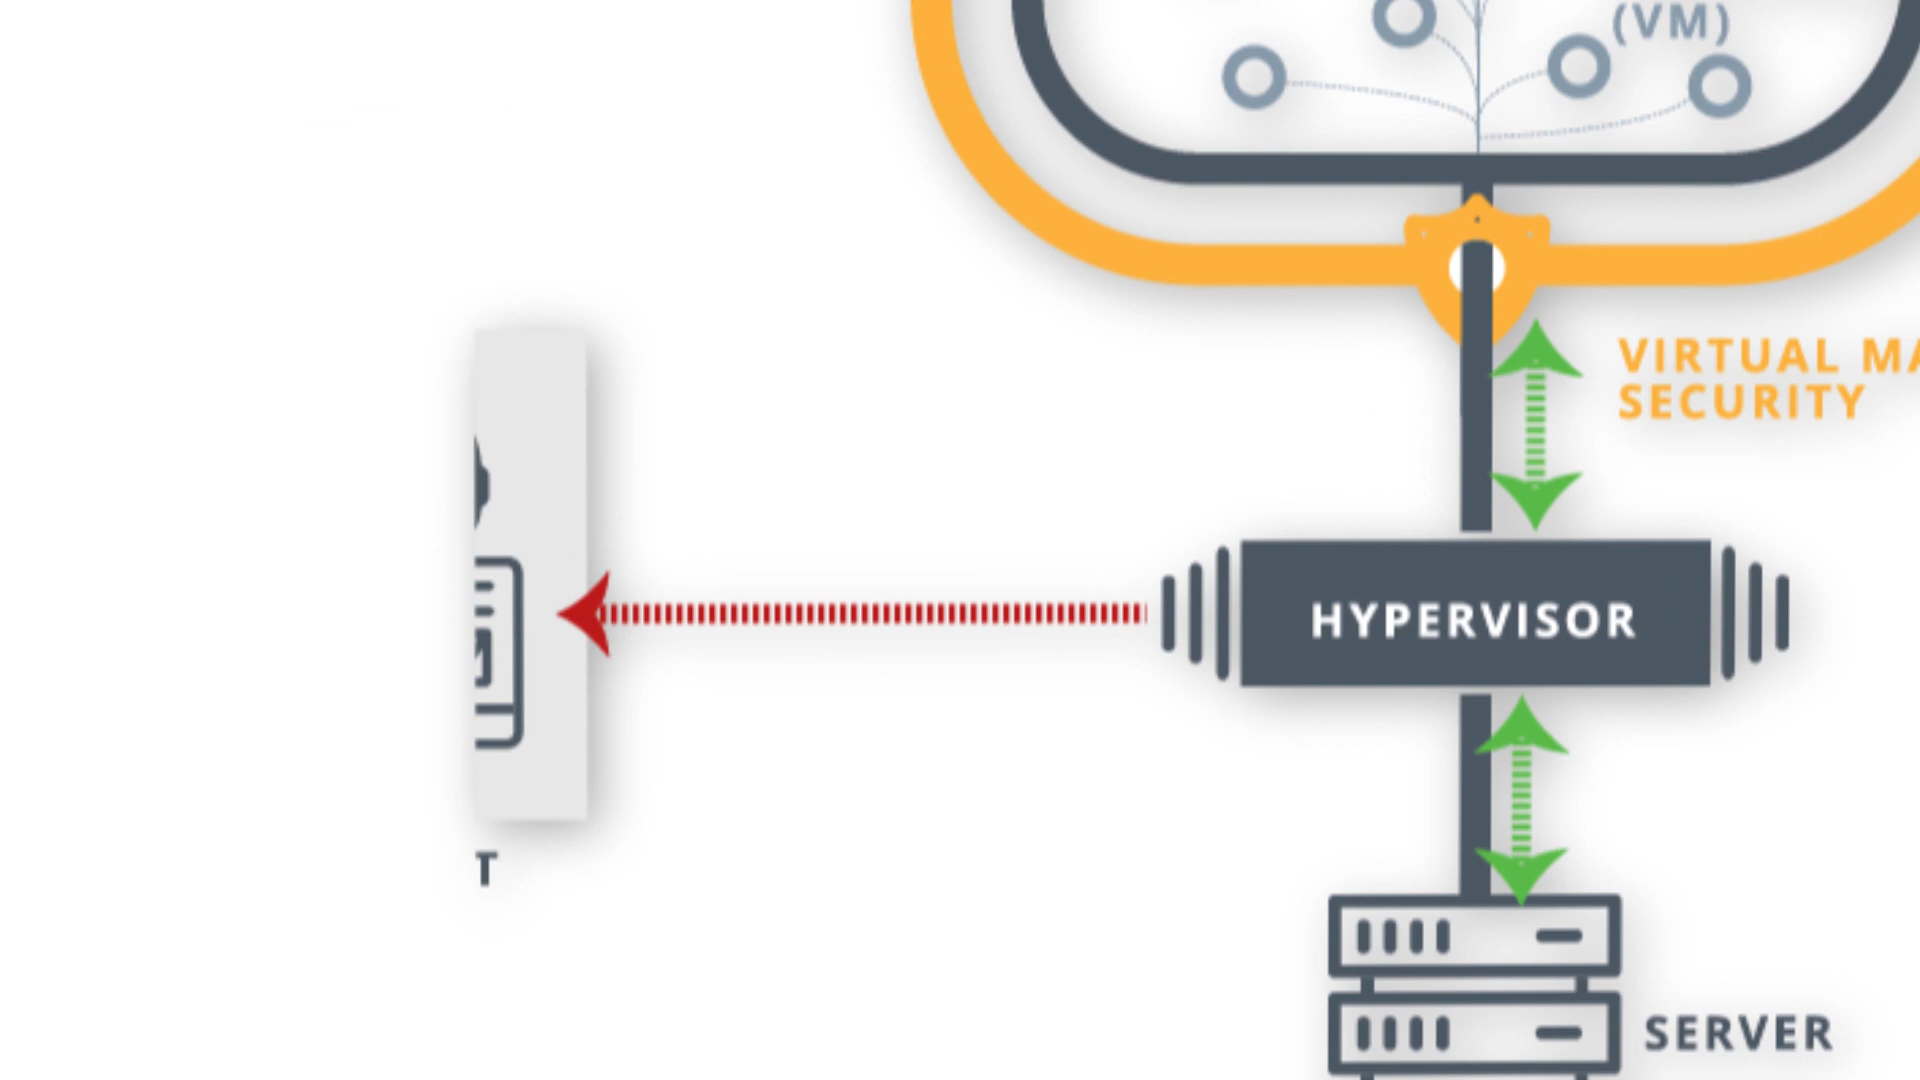 (VM)
VIRTUAL MA
SECURITY
HYPERVISOR
T
SERVER